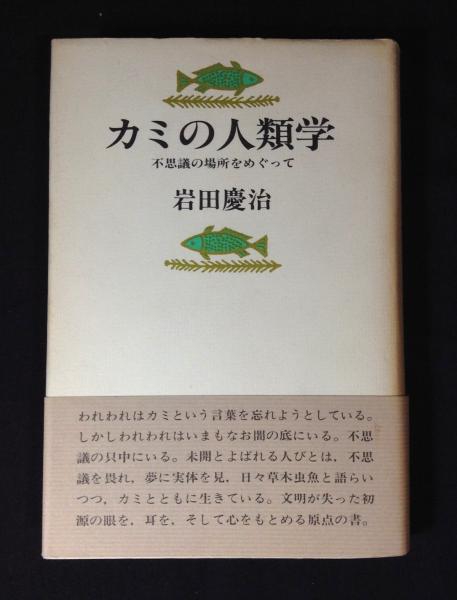 カミの人類学
不思議の場所をめぐって
岩田慶治
われわれはカミという言葉を忘れようとしている。
しかしわれわれはいまもなお闇の底にいる。不思
議の只中にいる。未開とよばれる人びとは，不思
議を畏れ，夢に実体を見，日々草木虫魚と語らい
つつ，カミとともに生きている。文明が失った初
源の眼を，耳を，そして心をもとめる原点の書。